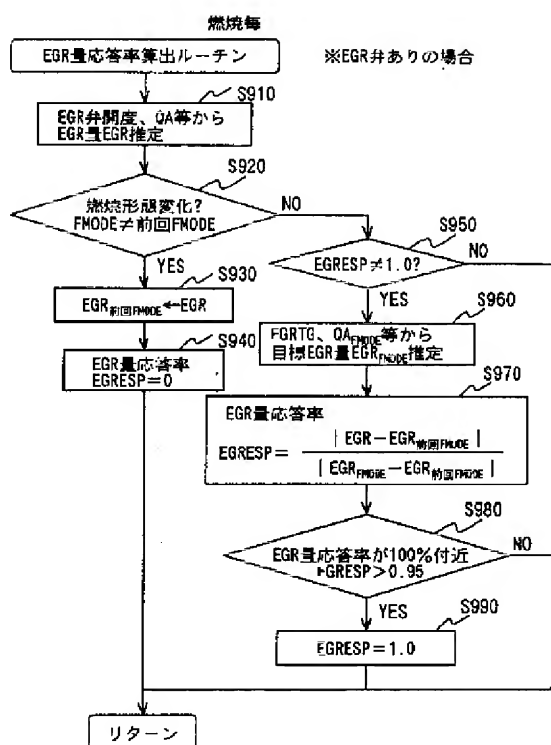 燃焼毎
EGR量応答率算出ルーチン
※EGR弁ありの場合
S910
EGR弁開度、QA等から
EGR量EGR推定
S920
燃焼形態変化?
FMODE≠前回FMODE
NO
YES
S930
EGR前回FMODE←EGR
S940
EGR量応答率
EGRESP=0
S950
EGRESP≠1.0?
NO
YES
S960
EGRTG、QAFMODE等から
目標EGR量EGRFMODE推定
S970
EGR量応答率
EGRESP= |EGR-EGR前回FMODE| / |EGRFMODE-EGR前回FMODE|
S980
EGR量応答率が100%付近
EGRESP>0.95
NO
YES
S990
EGRESP=1.0
リターン